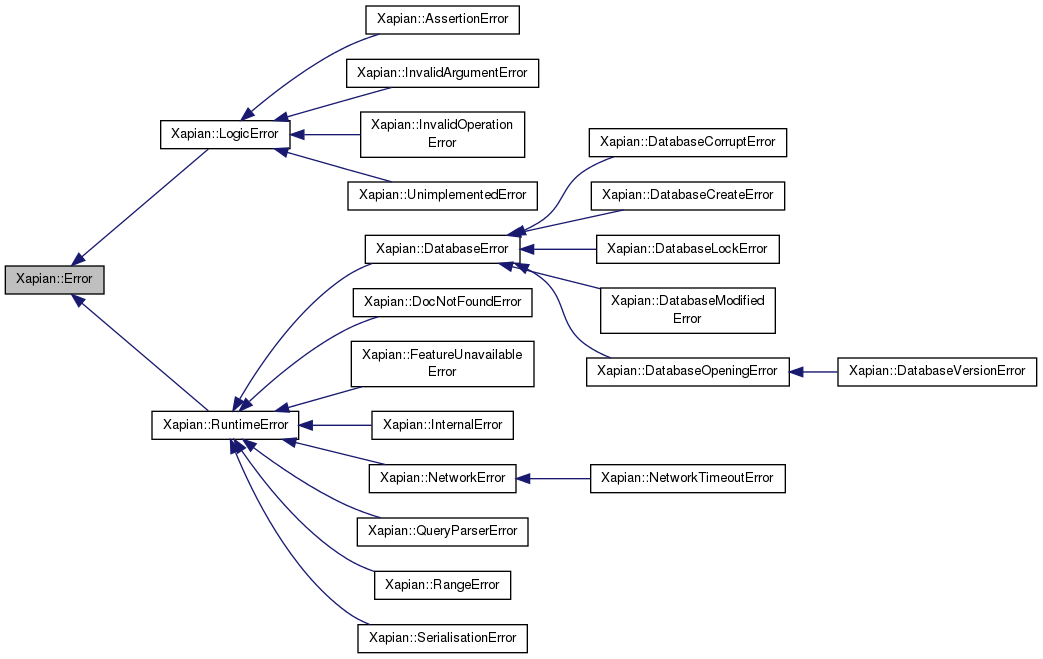 Xapian::AssertionError
Xapian::InvalidArgumentError
Xapian::LogicError
Xapian::InvalidOperation
Error
Xapian::DatabaseCorruptError
Xapian::UnimplementedError
Xapian::DatabaseCreateError
Xapian::DatabaseError
Xapian::DatabaseLockError
Xapian::Error
Xapian::DocNotFoundError
Xapian::DatabaseModified
Error
Xapian::FeatureUnavailable
Error
Xapian::DatabaseOpeningError
Xapian::DatabaseVersionError
Xapian::RuntimeError
Xapian::InternalError
Xapian::NetworkError
Xapian::NetworkTimeoutError
Xapian::QueryParserError
Xapian::RangeError
Xapian::SerialisationError